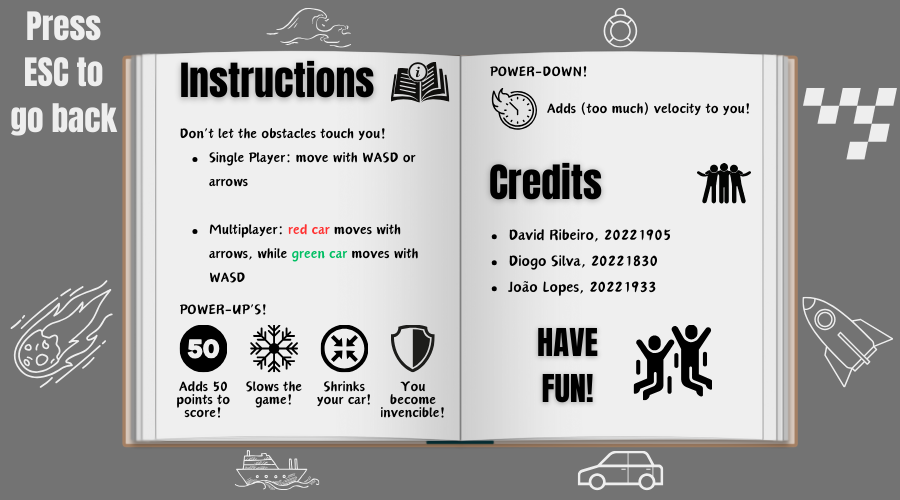 Press
ESC to
go back
Instructions
Don't let the obstacles touch you!
• Single Player: move with WASD or
arrows
• Multiplayer: red car moves with
arrows, while green car moves with
WASD
POWER-UP'S!
50
Adds 50
points to
score!
Slows the
game!
Shrinks
your car!
You
become
invencible!
POWER-DOWN!
Adds (too much) velocity to you!
Credits
• David Ribeiro, 20221905
• Diogo Silva, 20221830
• João Lopes, 20221933
HAVE
FUN!